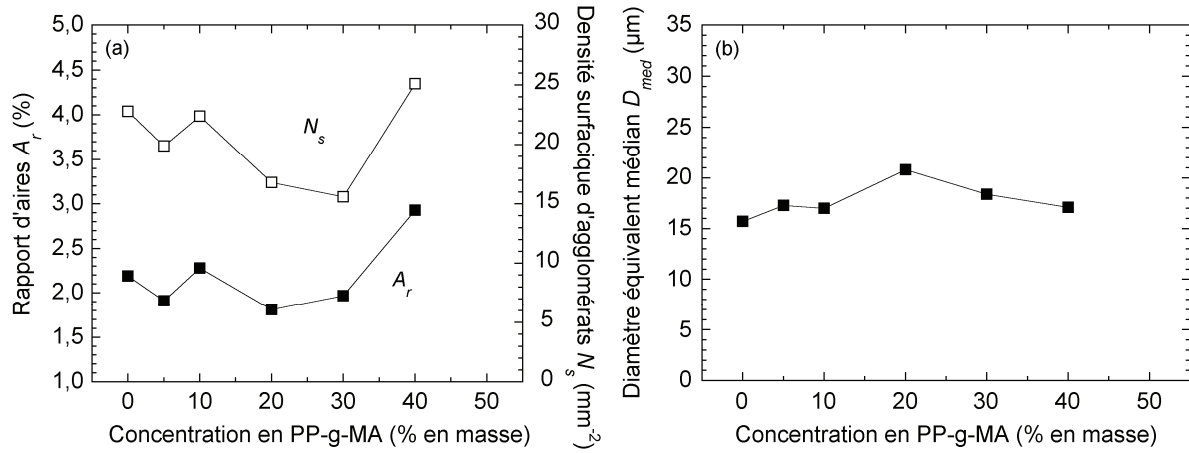 (a)
Rapport d'aires A_r (%)
5,0
4,5
4,0
3,5
3,0
2,5
2,0
1,5
1,0
N_s
A_r
0 10 20 30 40 50
Concentration en PP-g-MA (% en masse)
30
25
20
15
10
5
0
Densité surfacique d'agglomérats N_s (mm^-2)
(b)
Diamètre équivalent médian D_med (µm)
35
30
25
20
15
10
5
0
0 10 20 30 40 50
Concentration en PP-g-MA (% en masse)